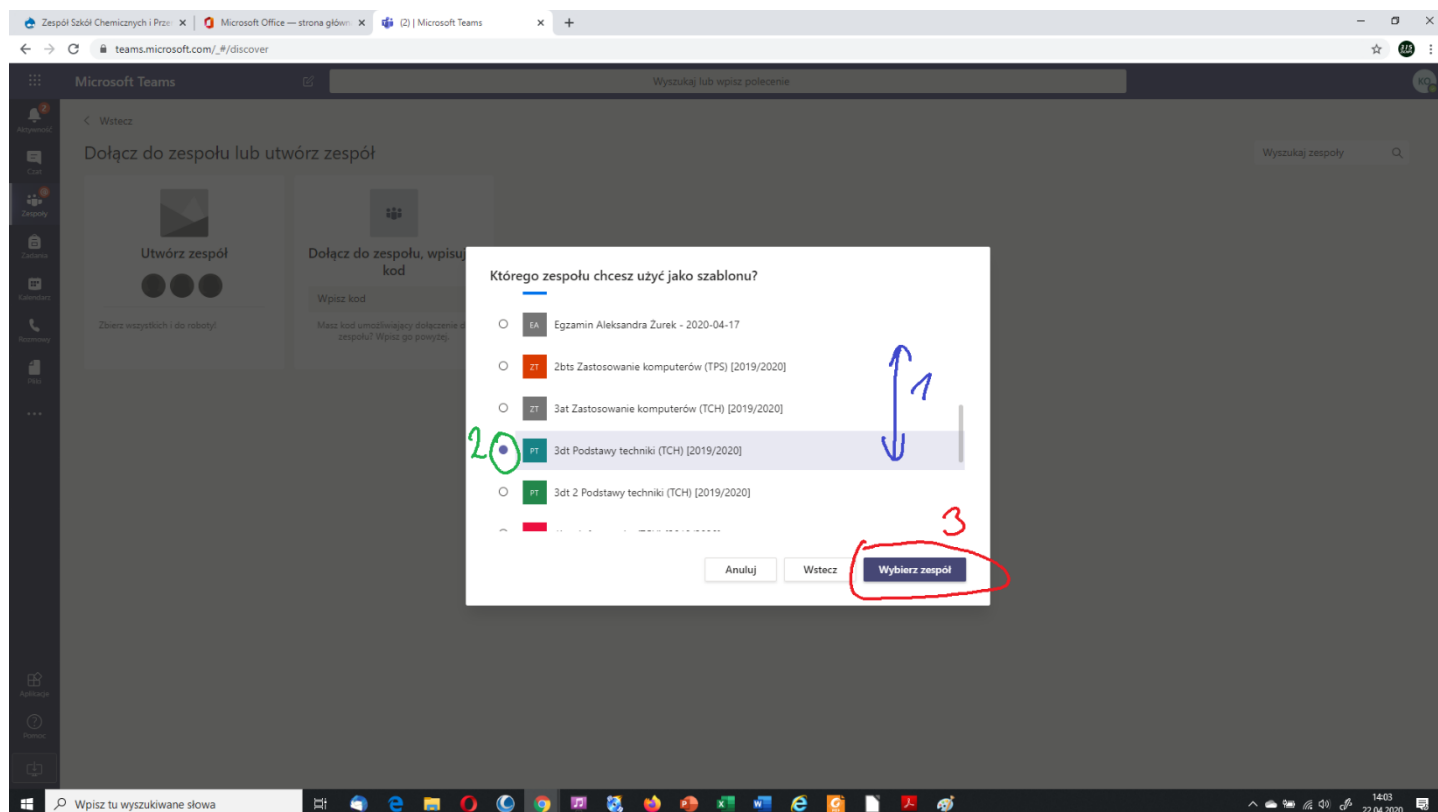 Zespół Szkół Chemicznych i Prze
Microsoft Office — strona główn
(2) | Microsoft Teams
teams.microsoft.com/_#/discover
Microsoft Teams
Wyszukaj lub wpisz polecenie
KO
2
Aktywność
Czat
Zespoły
Zadania
Kalendarz
Rozmowy
Pliki
Aplikacje
Pomoc
Wstecz
Dołącz do zespołu lub utwórz zespół
Wyszukaj zespoły
Utwórz zespół
Zbierz wszystkich i do roboty!
Dołącz do zespołu, wpisuj
kod
Wpisz kod
Masz kod umożliwiający dołączenie d
zespołu? Wpisz go powyżej.
Którego zespołu chcesz użyć jako szablonu?
EA Egzamin Aleksandra Żurek - 2020-04-17
ZT 2bts Zastosowanie komputerów (TPS) [2019/2020]
ZT 3at Zastosowanie komputerów (TCH) [2019/2020]
1
2 PT 3dt Podstawy techniki (TCH) [2019/2020]
PT 3dt 2 Podstawy techniki (TCH) [2019/2020]
3
Anuluj Wstecz Wybierz zespół
Wpisz tu wyszukiwane słowa
14:03
22.04.2020